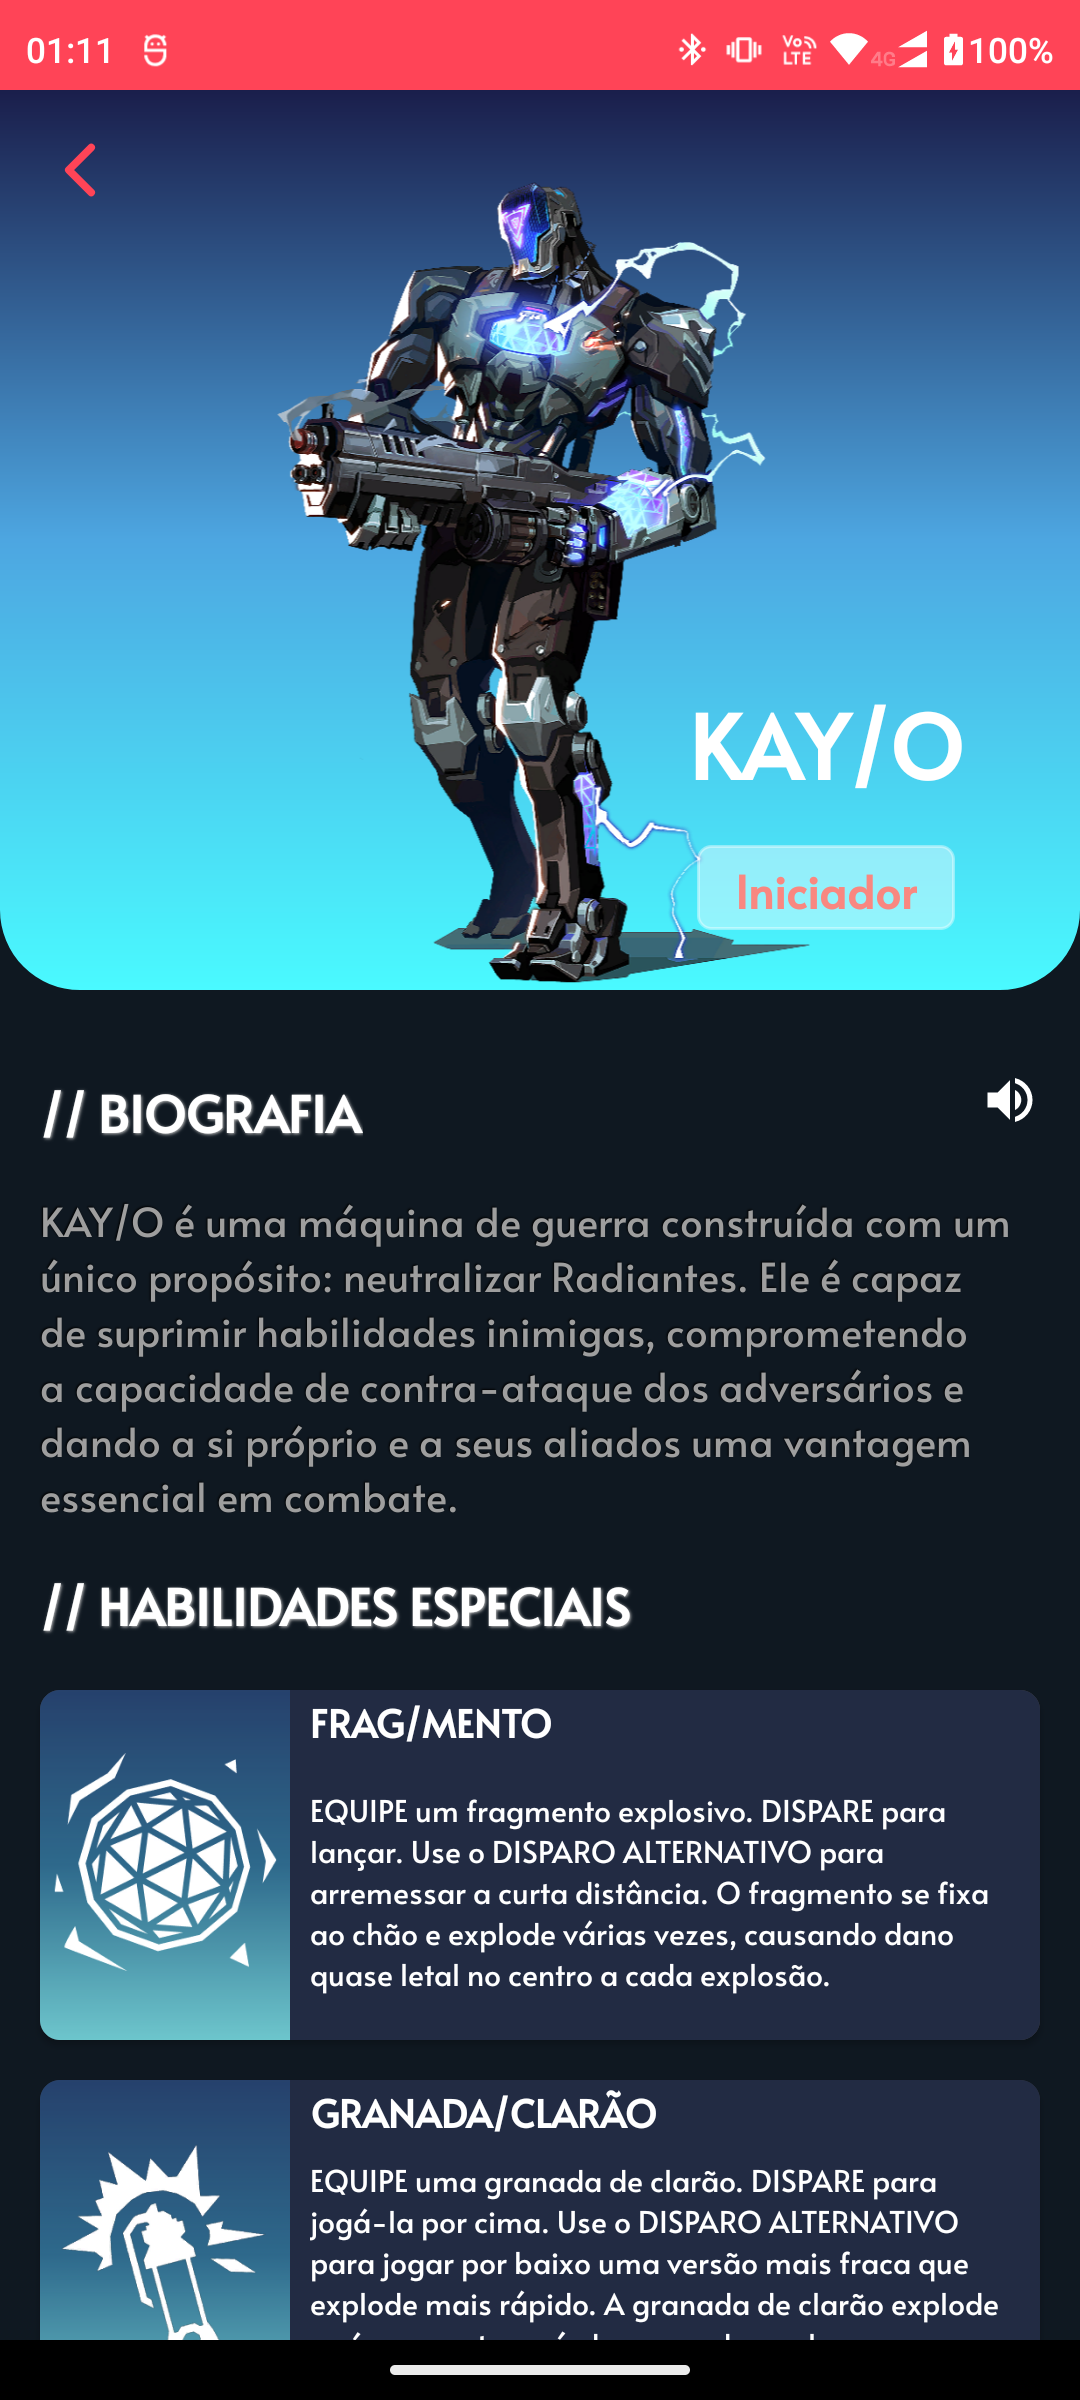 01:11
Vo
LTE
4G
100%
KAY/O
Iniciador
// BIOGRAFIA
KAY/O é uma máquina de guerra construída com um
único propósito: neutralizar Radiantes. Ele é capaz
de suprimir habilidades inimigas, comprometendo
a capacidade de contra-ataque dos adversários e
dando a si próprio e a seus aliados uma vantagem
essencial em combate.
// HABILIDADES ESPECIAIS
FRAG/MENTO
EQUIPE um fragmento explosivo. DISPARE para
lançar. Use o DISPARO ALTERNATIVO para
arremessar a curta distância. O fragmento se fixa
ao chão e explode várias vezes, causando dano
quase letal no centro a cada explosão.
GRANADA/CLARÃO
EQUIPE uma granada de clarão. DISPARE para
jogá-la por cima. Use o DISPARO ALTERNATIVO
para jogar por baixo uma versão mais fraca que
explode mais rápido. A granada de clarão explode